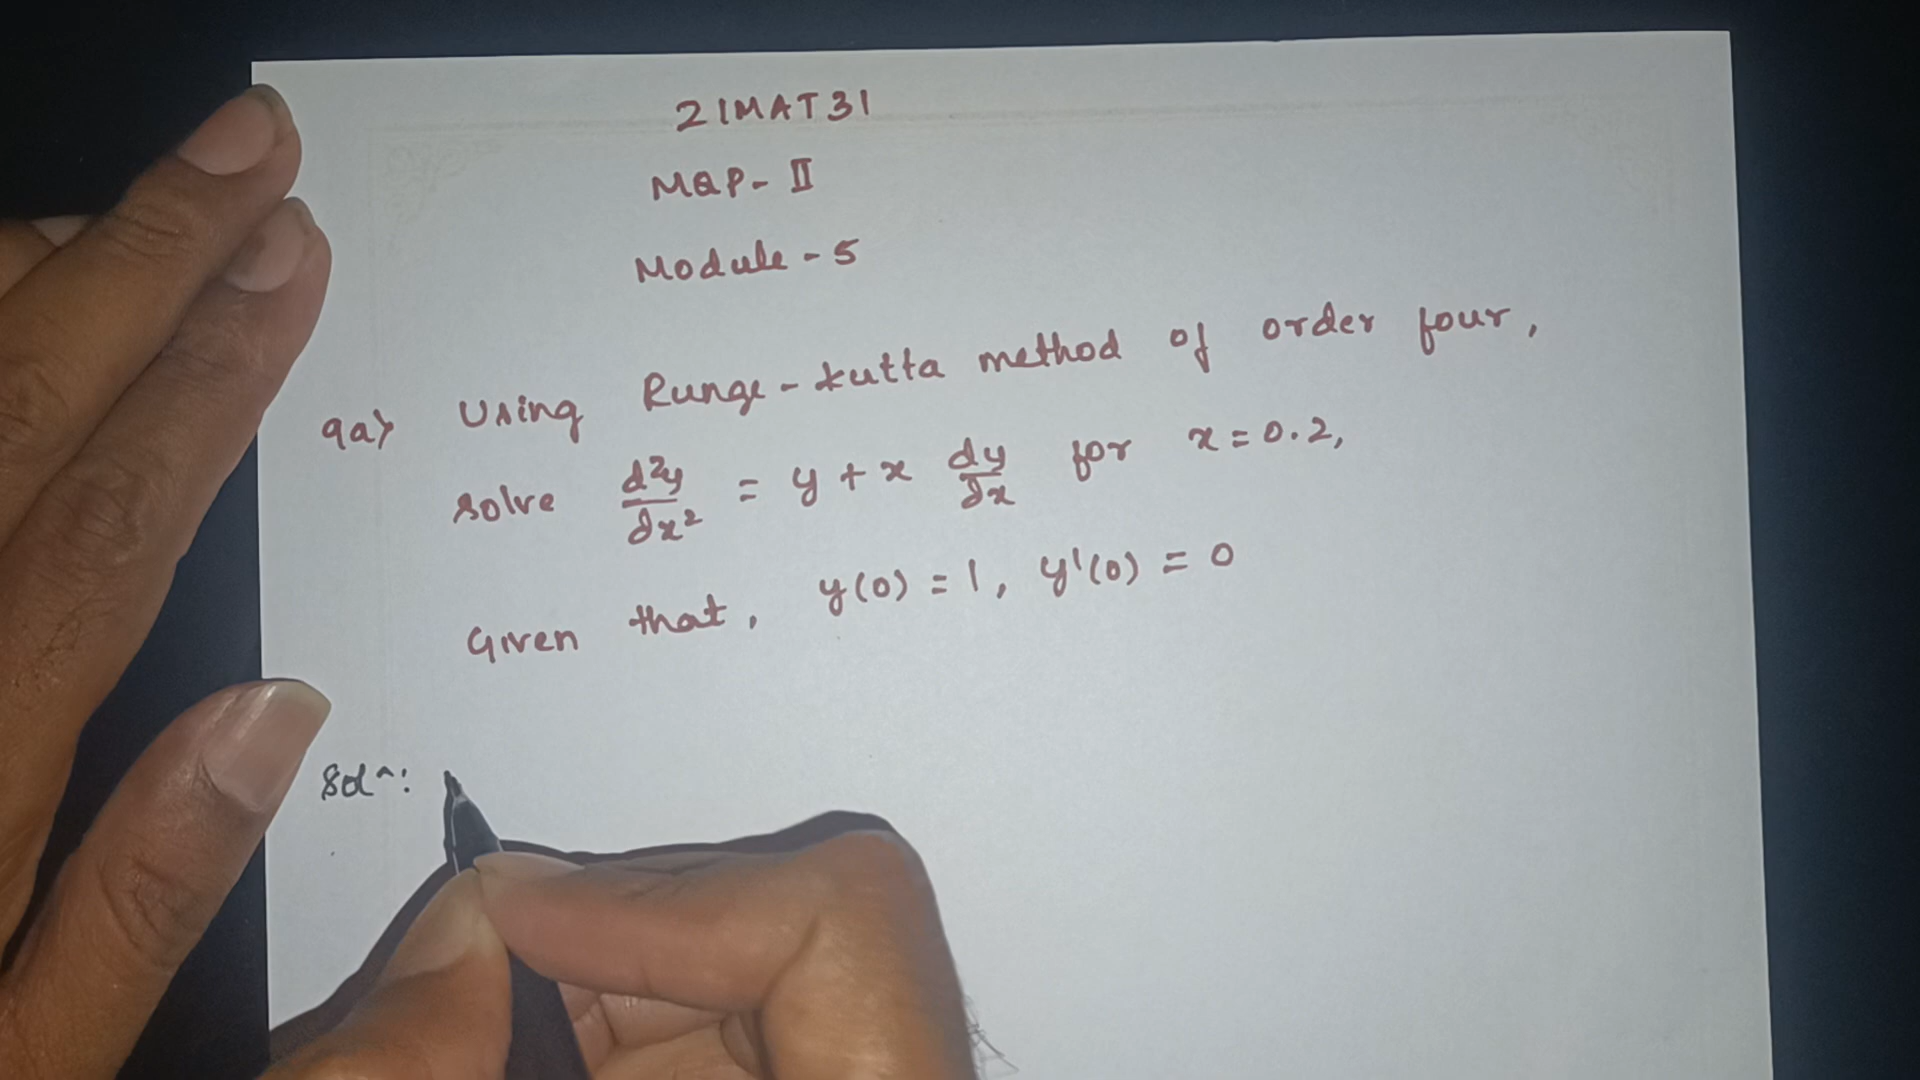 21MAT31
MQP- II
Module - 5
9a) Using Runge - kutta method of order four,
solve d²y/dx² = y + x dy/dx for x = 0.2,
Given that, y(0) = 1, y'(0) = 0
Solⁿ: